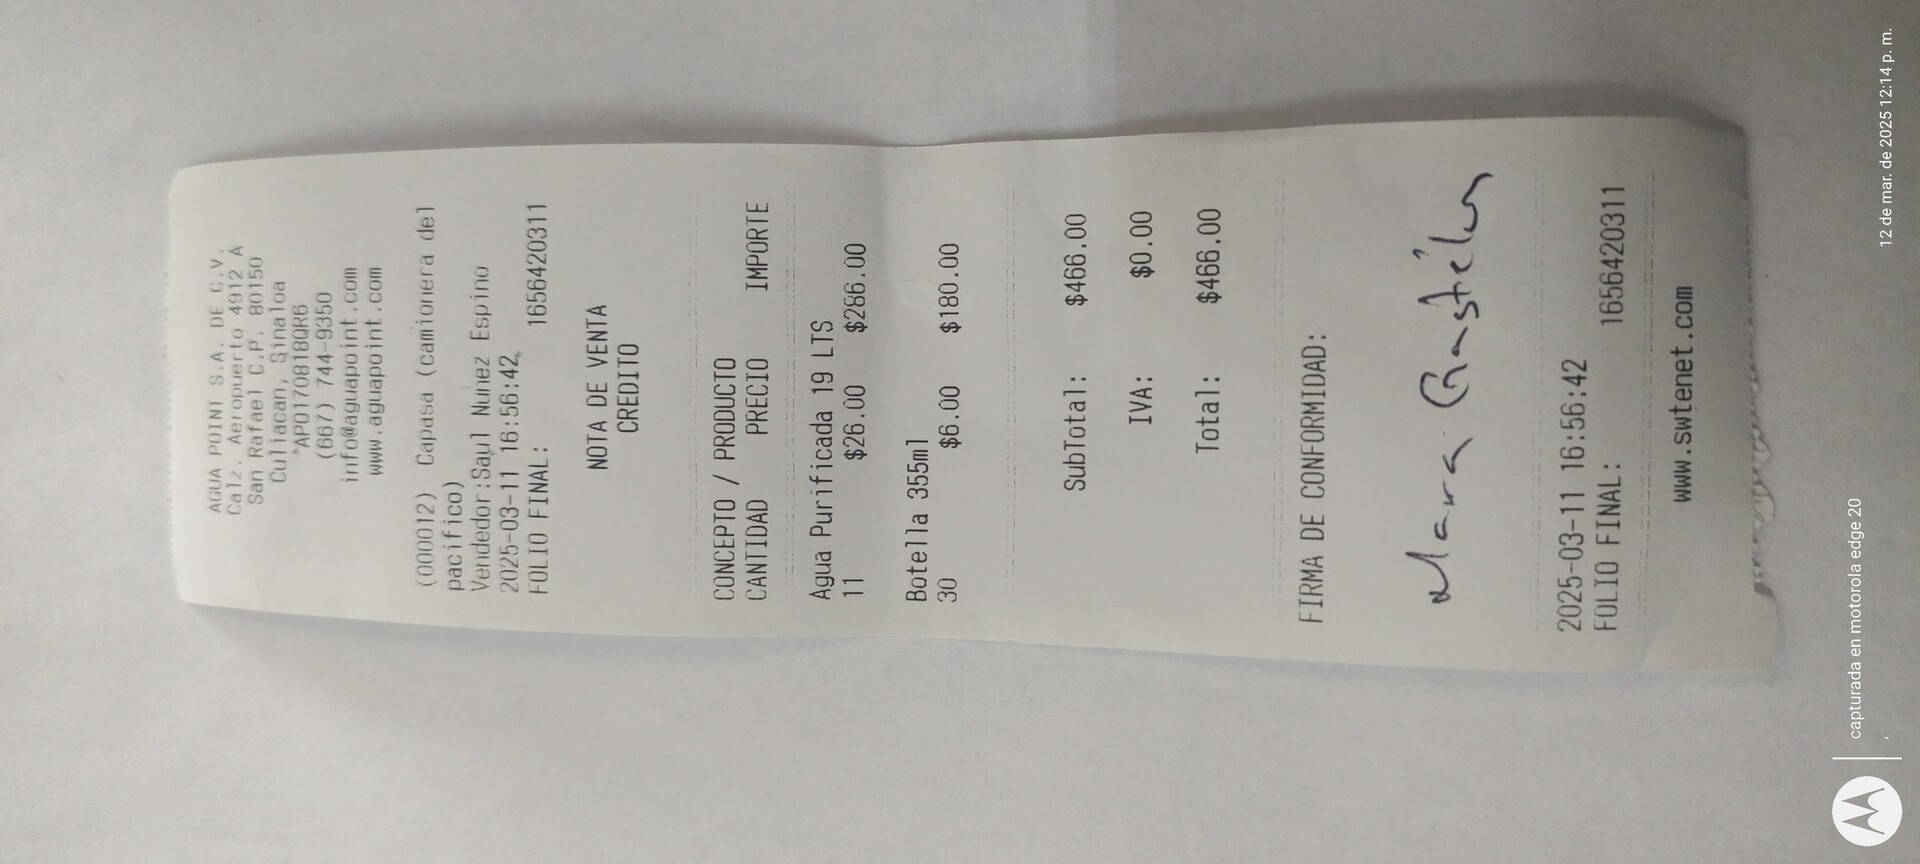 AGUA POINT S.A. DE C.V.
Calz. Aeropuerto 4912 A
San Rafael C.P. 80150
Culiacan, Sinaloa
APO170818QR6
(667) 744-9350
info@aguapoint.com
www.aguapoint.com
(000012) Capasa (camionera del
pacifico)
Vendedor:Sayl Nunez Espino
2025-03-11 16:56:42
FOLIO FINAL: 1656420311
NOTA DE VENTA
CREDITO
CONCEPTO / PRODUCTO
CANTIDAD PRECIO IMPORTE
Agua Purificada 19 LTS
11 $26.00 $286.00
Botella 355ml
30 $6.00 $180.00
SubTotal: $466.00
IVA: $0.00
Total: $466.00
FIRMA DE CONFORMIDAD:
2025-03-11 16:56:42
FOLIO FINAL: 1656420311
www.swtenet.com
capturada en motorola edge 20
12 de mar. de 2025 12:14 p. m.